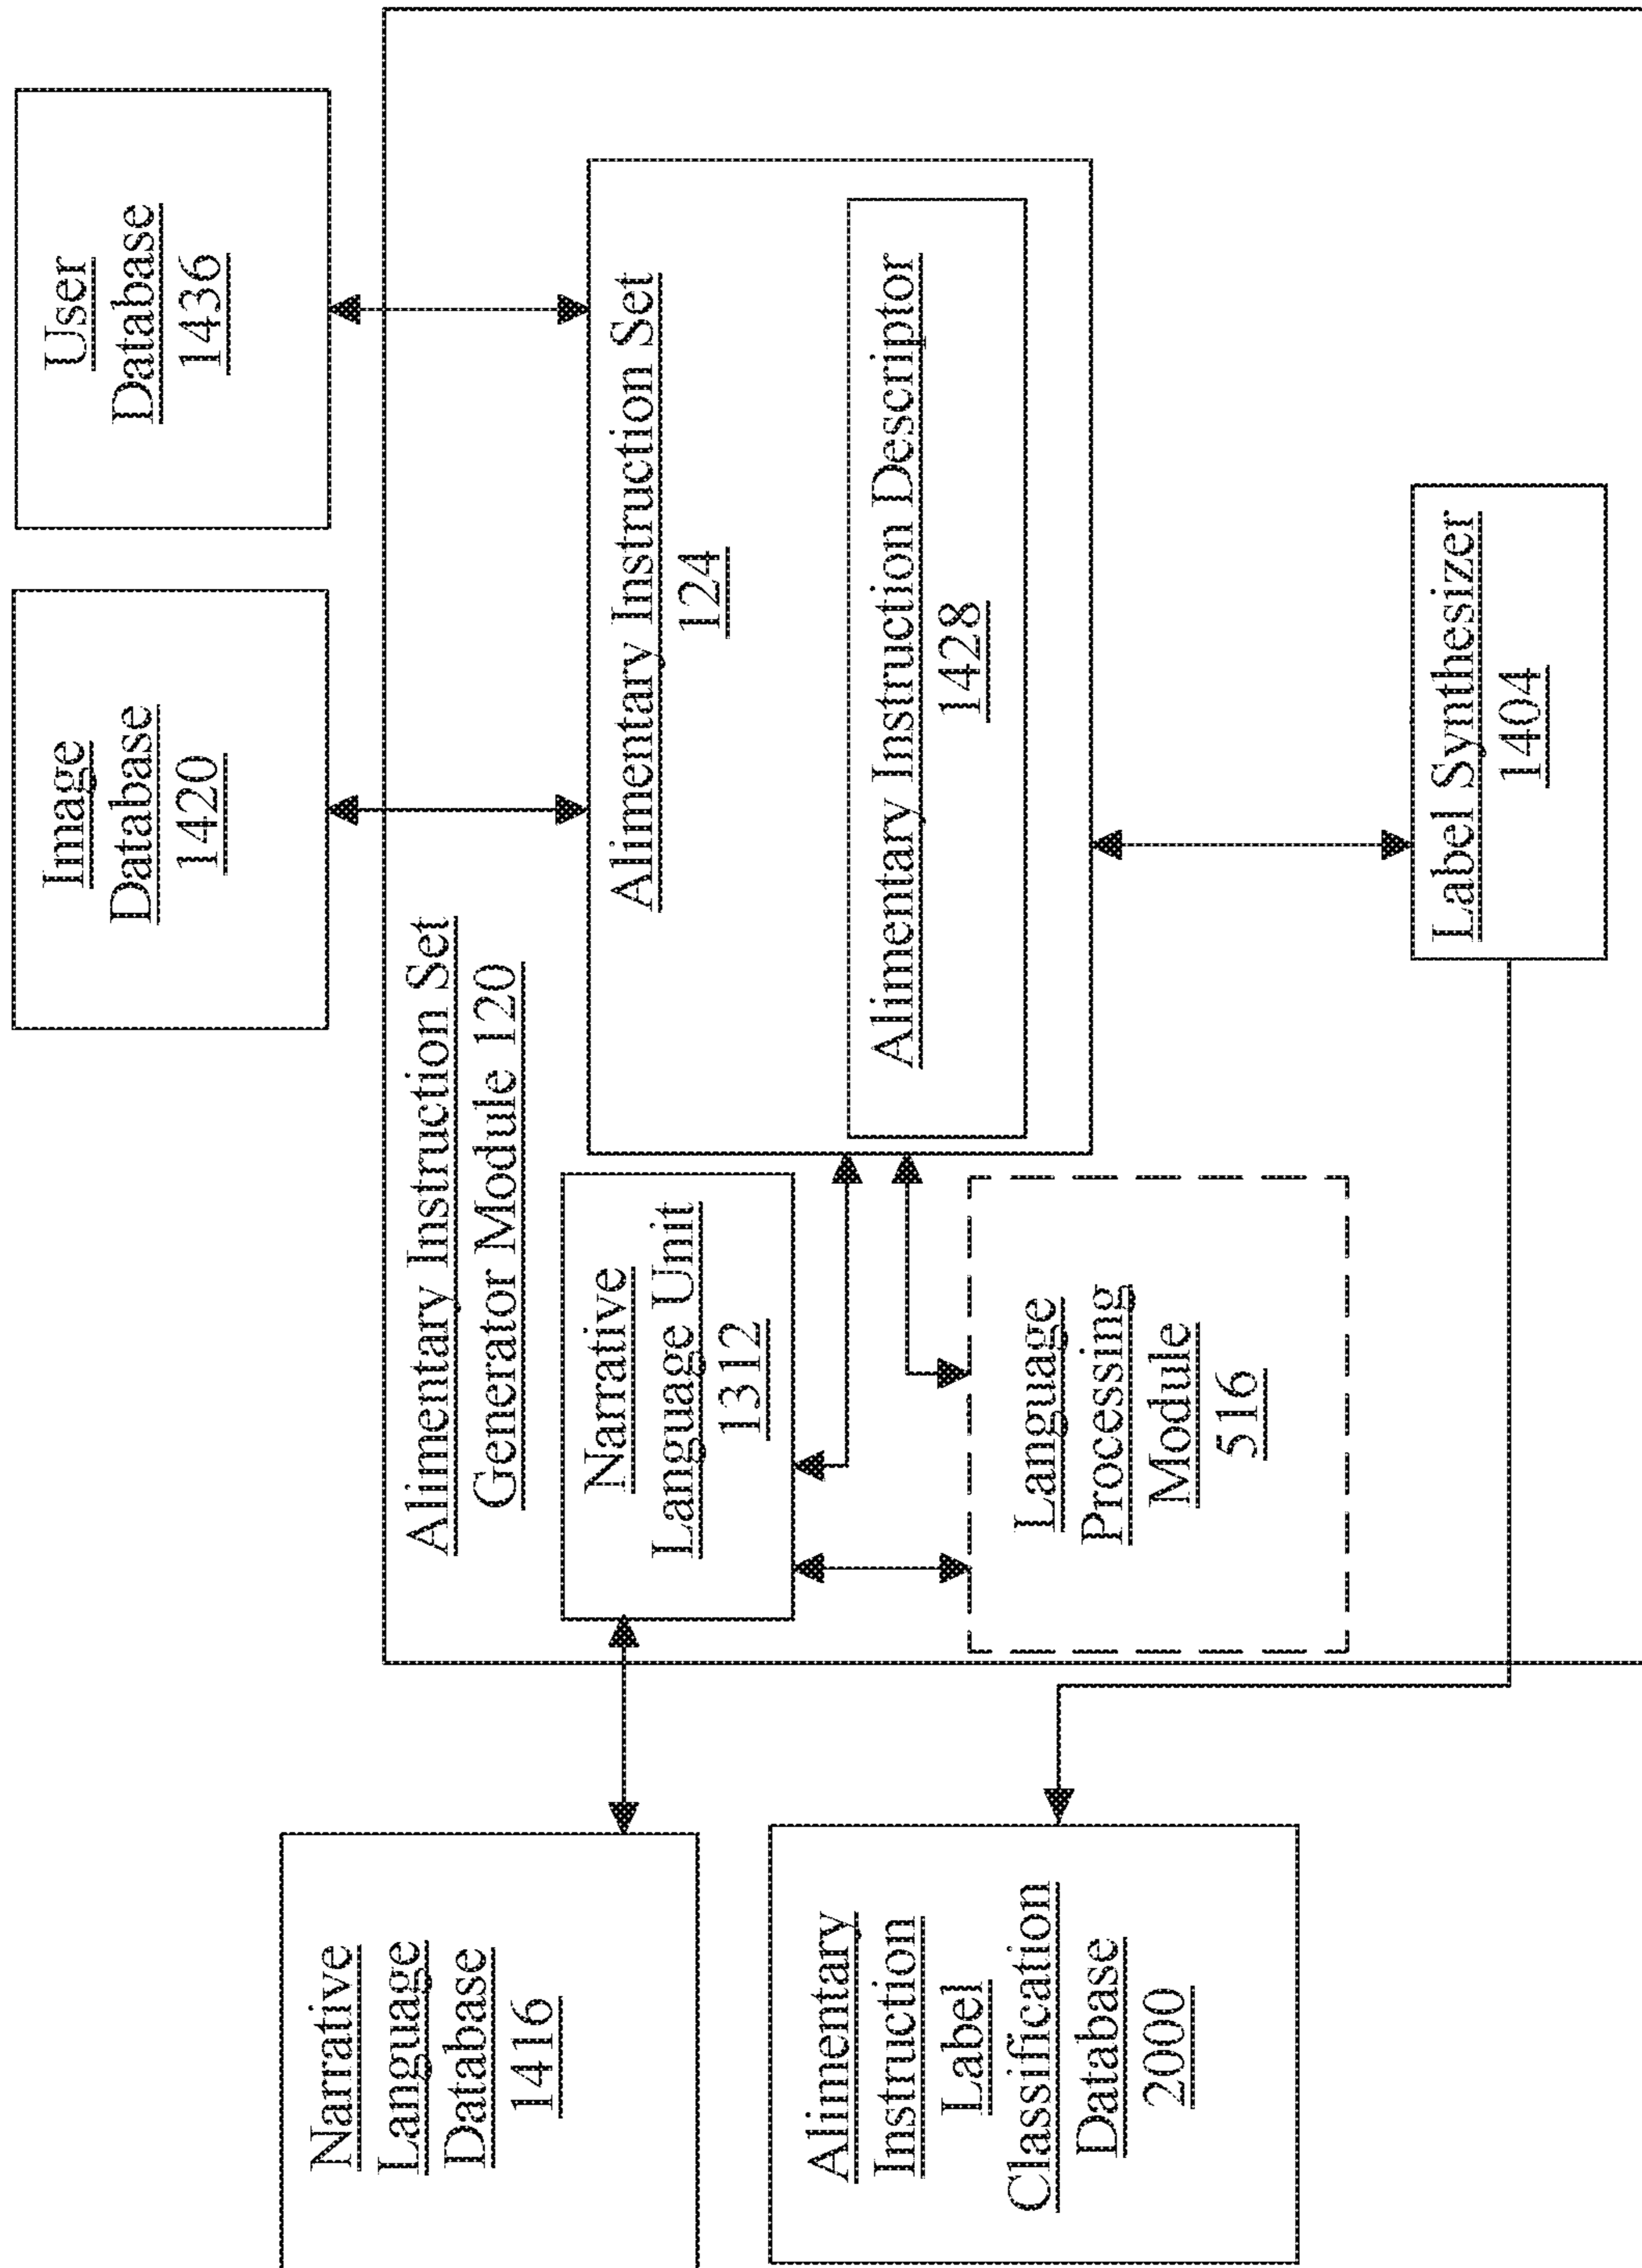 Narrative
Language
Database
1416
Alimentary
Instruction
Label
Classification
Database
2000
Alimentary Instruction Set
Generator Module 120
Narrative
Language Unit
1312
Language
Processing
Module
516
Image
Database
1420
User
Database
1436
Alimentary Instruction Set
124
Alimentary Instruction Descriptor
1428
Label Synthesizer
1404